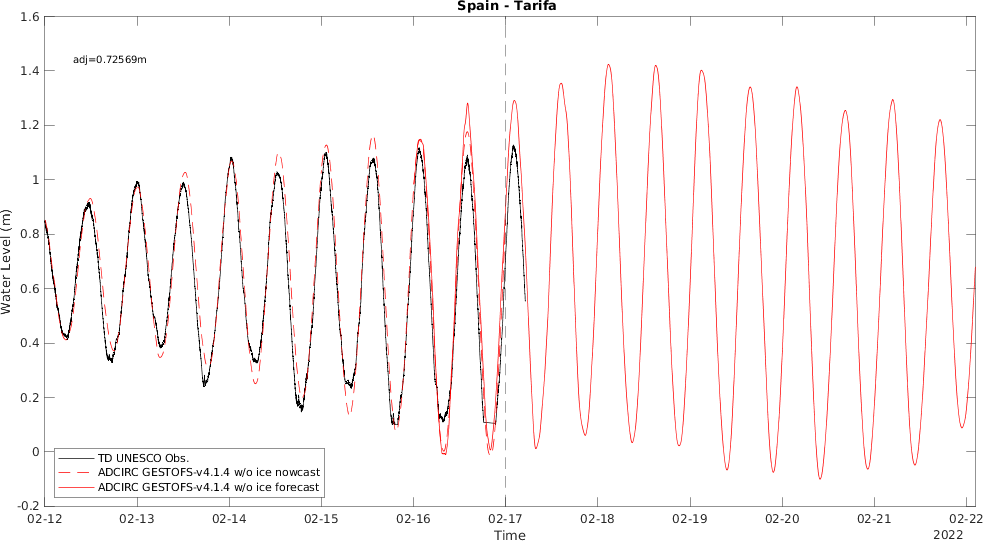 Spain - Tarifa
adj=0.72569m
Water Level (m)
1.6
1.4
1.2
1
0.8
0.6
0.4
0.2
0
-0.2
TD UNESCO Obs.
ADCIRC GESTOFS-v4.1.4 w/o ice nowcast
ADCIRC GESTOFS-v4.1.4 w/o ice forecast
02-12 02-13 02-14 02-15 02-16 02-17 02-18 02-19 02-20 02-21 02-22
Time
2022